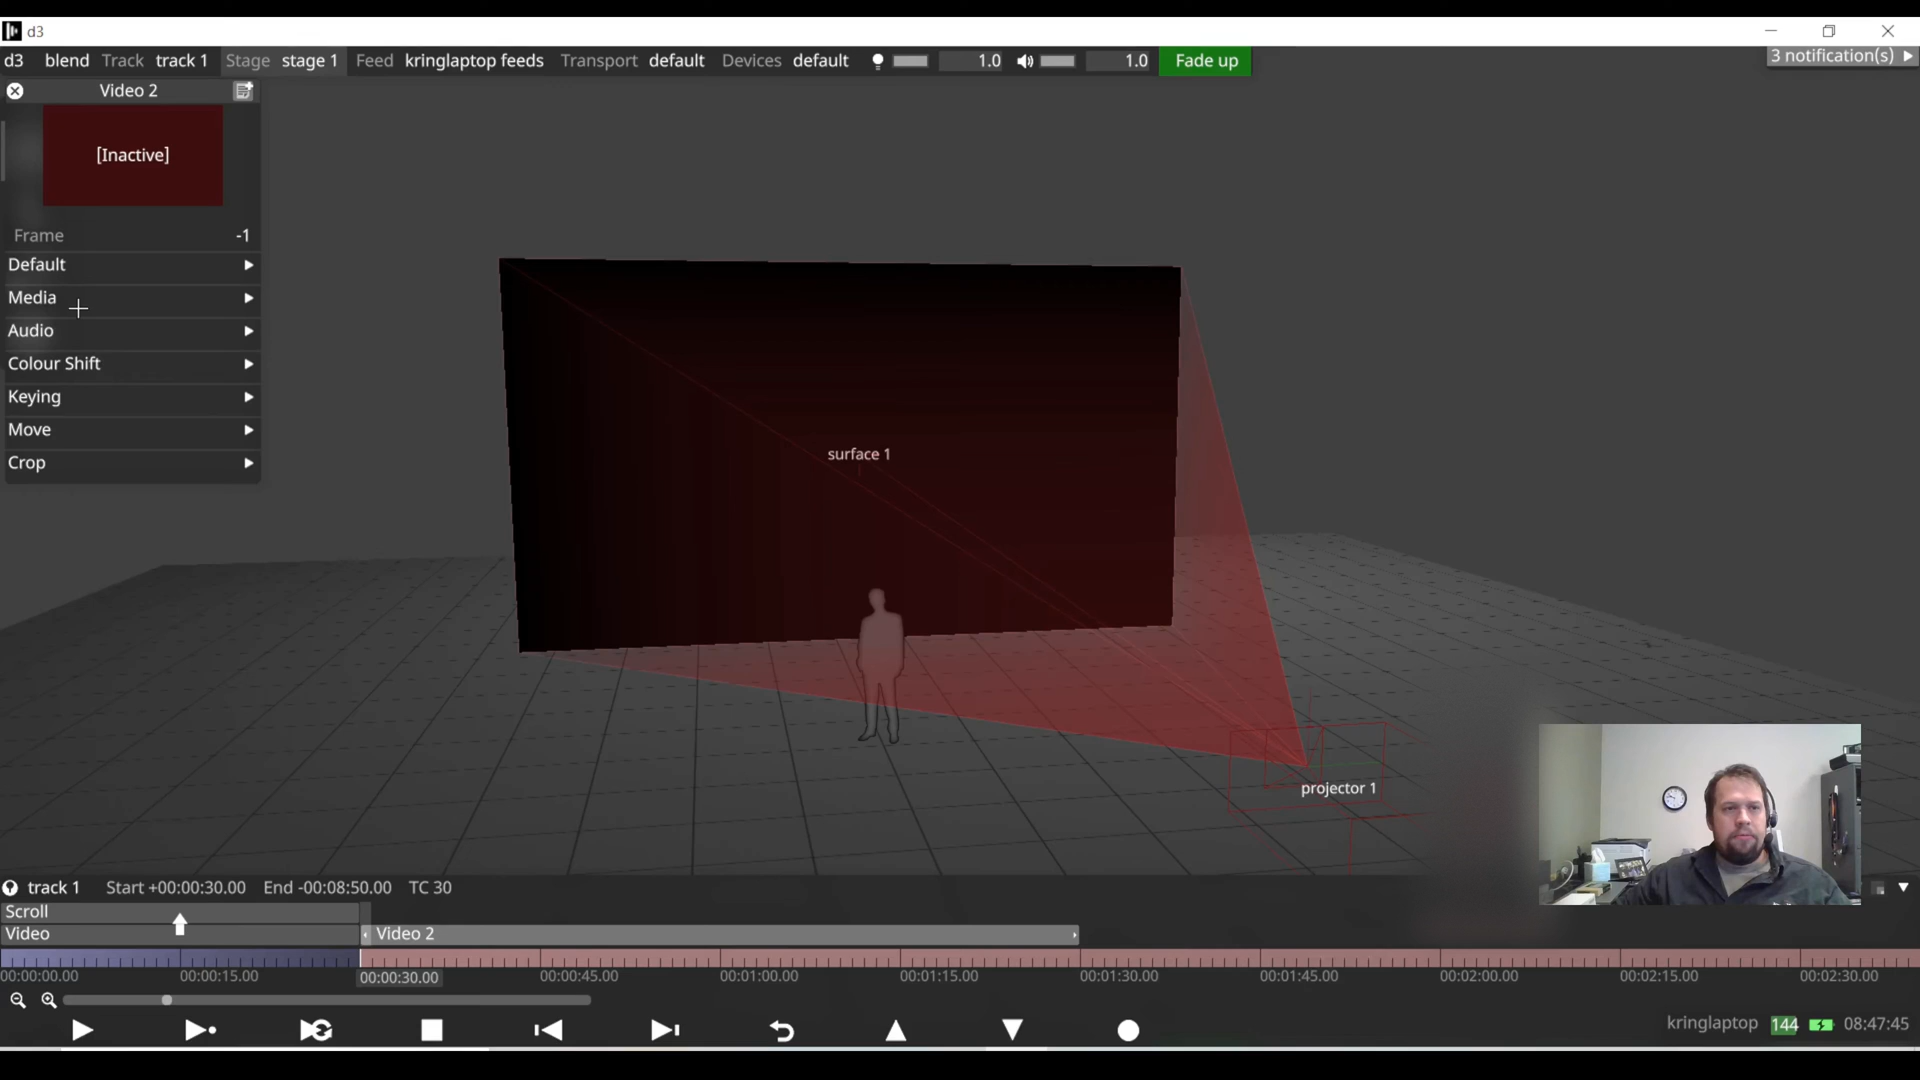 d3
d3 blend Track track 1 Stage stage 1 Feed kringlaptop feeds Transport default Devices default 1.0 1.0 Fade up 3 notification(s)
Video 2
[Inactive]
Frame -1
Default
Media
Audio
Colour Shift
Keying
Move
Crop
surface 1
projector 1
track 1 Start +00:00:30.00 End -00:08:50.00 TC 30
Scroll
Video Video 2
00:00:00.00 00:00:15.00 00:00:30.00 00:00:45.00 00:01:00.00 00:01:15.00 00:01:30.00 00:01:45.00 00:02:00.00 00:02:15.00 00:02:30.00
kringlaptop 144 08:47:45